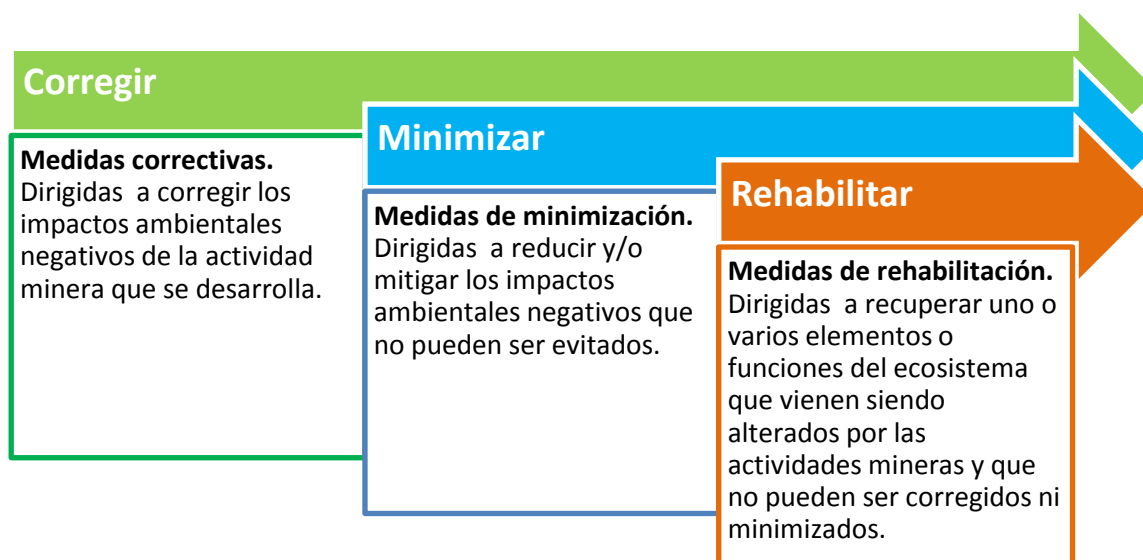 Corregir
Medidas correctivas.
Dirigidas  a corregir los
impactos ambientales
negativos de la actividad
minera que se desarrolla.
Minimizar
Medidas de minimización.
Dirigidas  a reducir y/o
mitigar los impactos
ambientales negativos que
no pueden ser evitados.
Rehabilitar
Medidas de rehabilitación.
Dirigidas  a recuperar uno o
varios elementos o
funciones del ecosistema
que vienen siendo
alterados por las
actividades mineras y que
no pueden ser corregidos ni
minimizados.